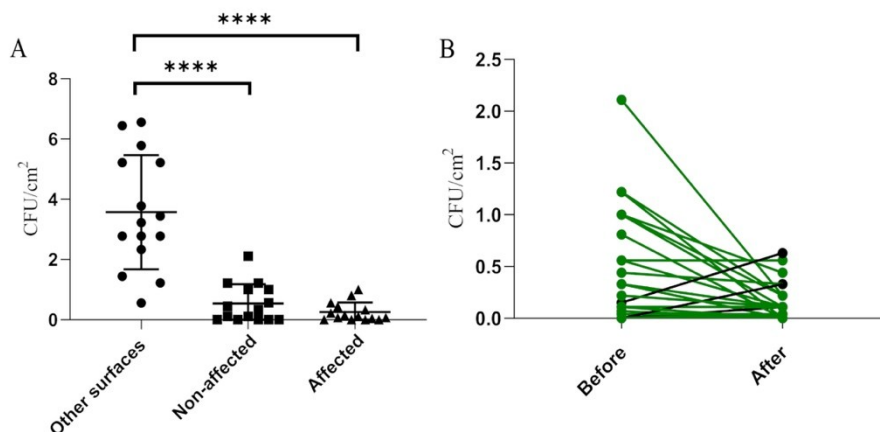 A
****
****
CFU/cm²
8
6
4
2
0
Other surfaces
Non-affected
Affected
B
CFU/cm²
2.5
2.0
1.5
1.0
0.5
0.0
Before
After